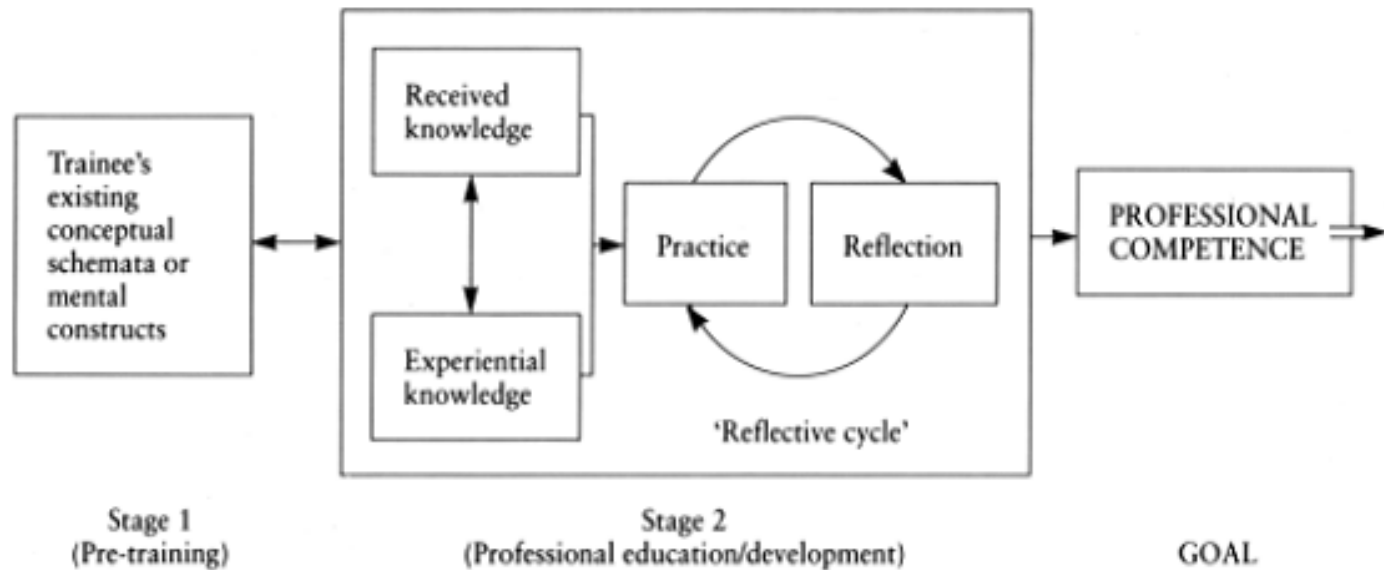 Trainee's
existing
conceptual
schemata or
mental
constructs
Received
knowledge
Experiential
knowledge
Practice
Reflection
'Reflective cycle'
PROFESSIONAL
COMPETENCE
Stage 1
(Pre-training)
Stage 2
(Professional education/development)
GOAL